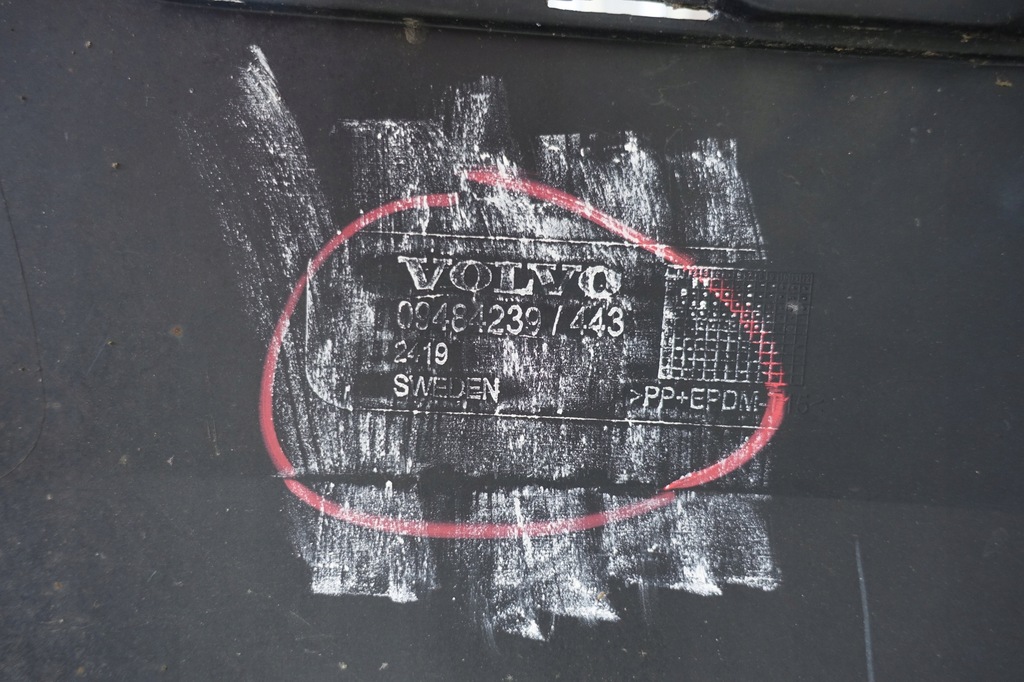 VOLVO
09484239 / 443
2419
SWEDEN
>PP+EPDM-